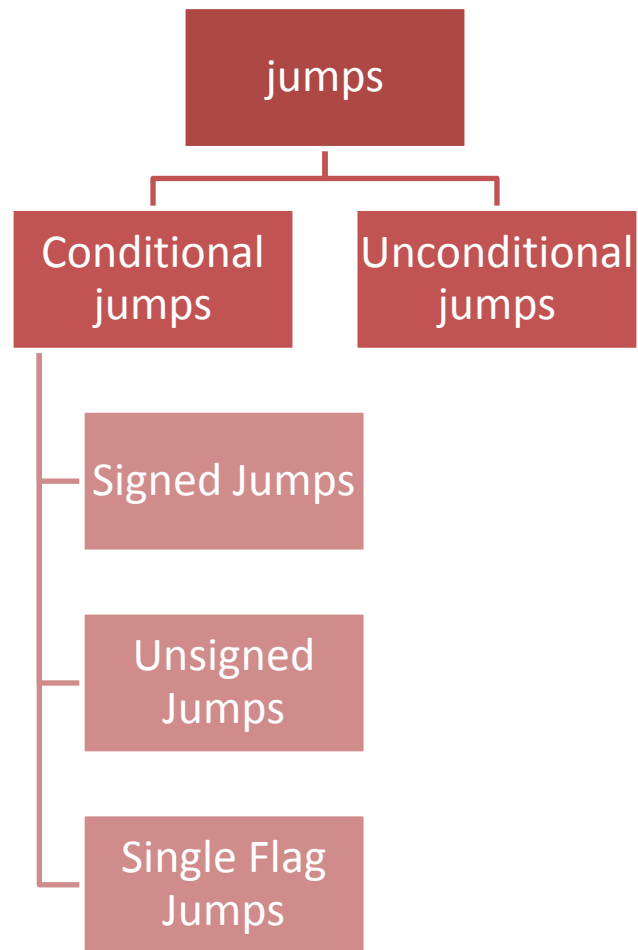 jumps
Conditional
jumps
Unconditional
jumps
Signed Jumps
Unsigned
Jumps
Single Flag
Jumps